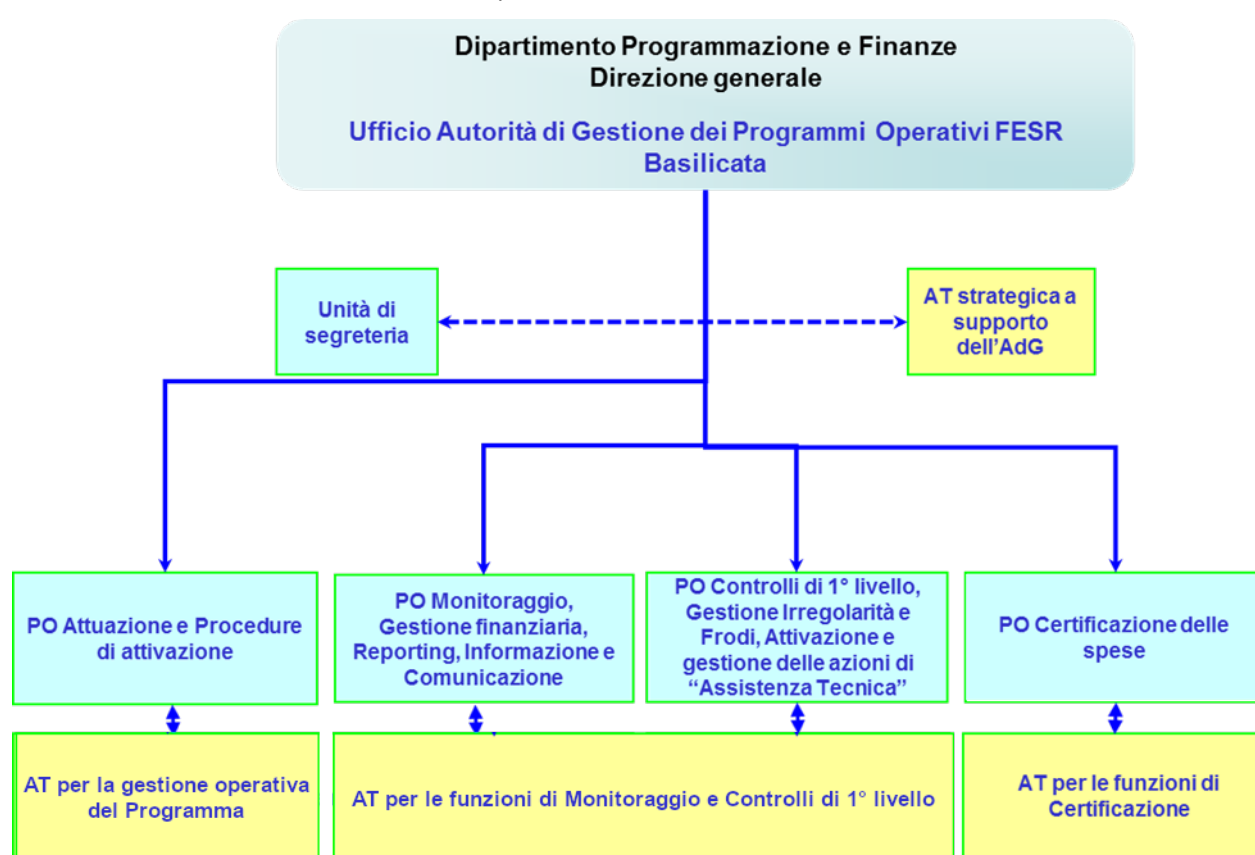 Dipartimento Programmazione e Finanze
Direzione generale
Ufficio Autorità di Gestione dei Programmi Operativi FESR
Basilicata
Unità di
segreteria
AT strategica a
supporto
dell'AdG
PO Attuazione e Procedure
di attivazione
PO Monitoraggio,
Gestione finanziaria,
Reporting, Informazione e
Comunicazione
PO Controlli di 1° livello,
Gestione Irregolarità e
Frodi, Attivazione e
gestione delle azioni di
“Assistenza Tecnica”
PO Certificazione delle
spese
AT per la gestione operativa
del Programma
AT per le funzioni di Monitoraggio e Controlli di 1° livello
AT per le funzioni di
Certificazione